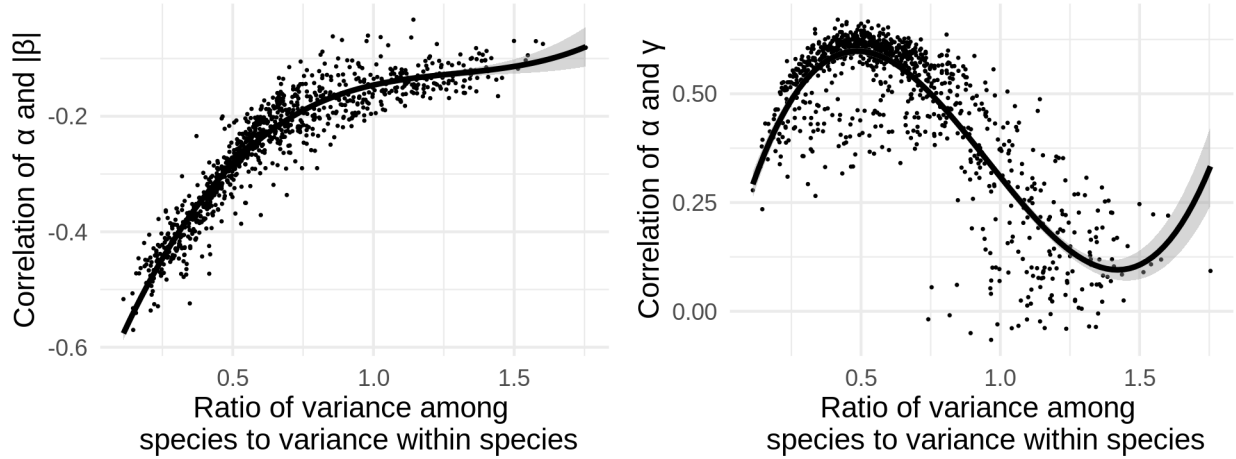 Correlation of α and |β|
-0.2
-0.4
-0.6
0.5
1.0
1.5
Ratio of variance among
species to variance within species
Correlation of α and γ
0.50
0.25
0.00
0.5
1.0
1.5
Ratio of variance among
species to variance within species